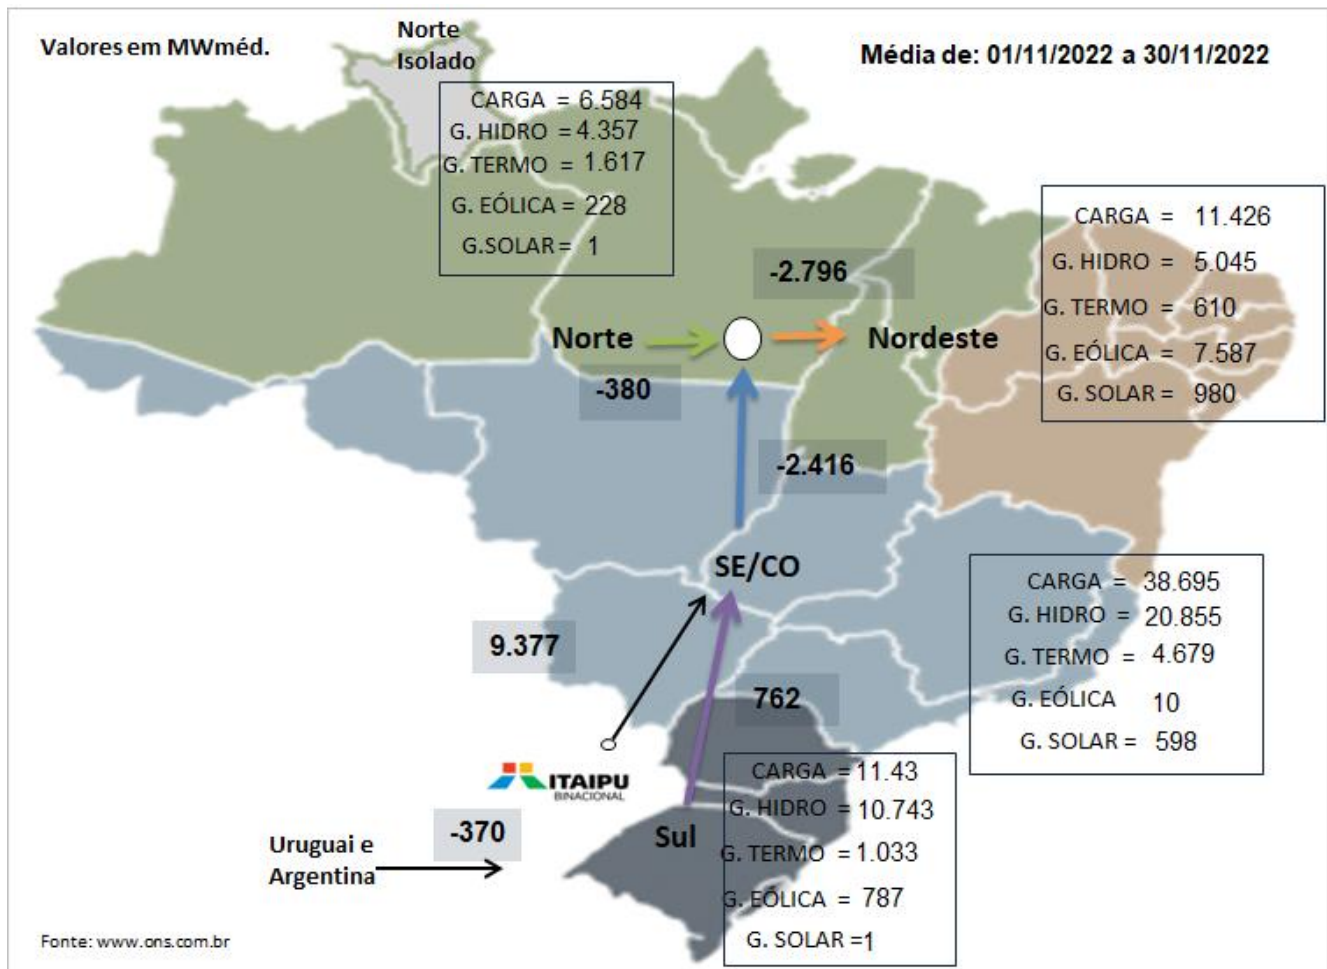 Valores em MWméd.
Norte
Isolado
Média de: 01/11/2022 a 30/11/2022
CARGA = 6.584
G. HIDRO = 4.357
G. TERMO = 1.617
G. EÓLICA = 228
G.SOLAR = 1
CARGA = 11.426
G. HIDRO = 5.045
G. TERMO = 610
G. EÓLICA = 7.587
G. SOLAR = 980
-2.796
Norte
Nordeste
-380
-2.416
SE/CO
CARGA = 38.695
G. HIDRO = 20.855
G. TERMO = 4.679
G. EÓLICA 10
G. SOLAR = 598
9.377
762
ITAIPU
BINACIONAL
CARGA =11.43
G. HIDRO = 10.743
G. TERMO = 1.033
G. EÓLICA = 787
G. SOLAR =1
Sul
-370
Uruguai e
Argentina
Fonte: www.ons.com.br